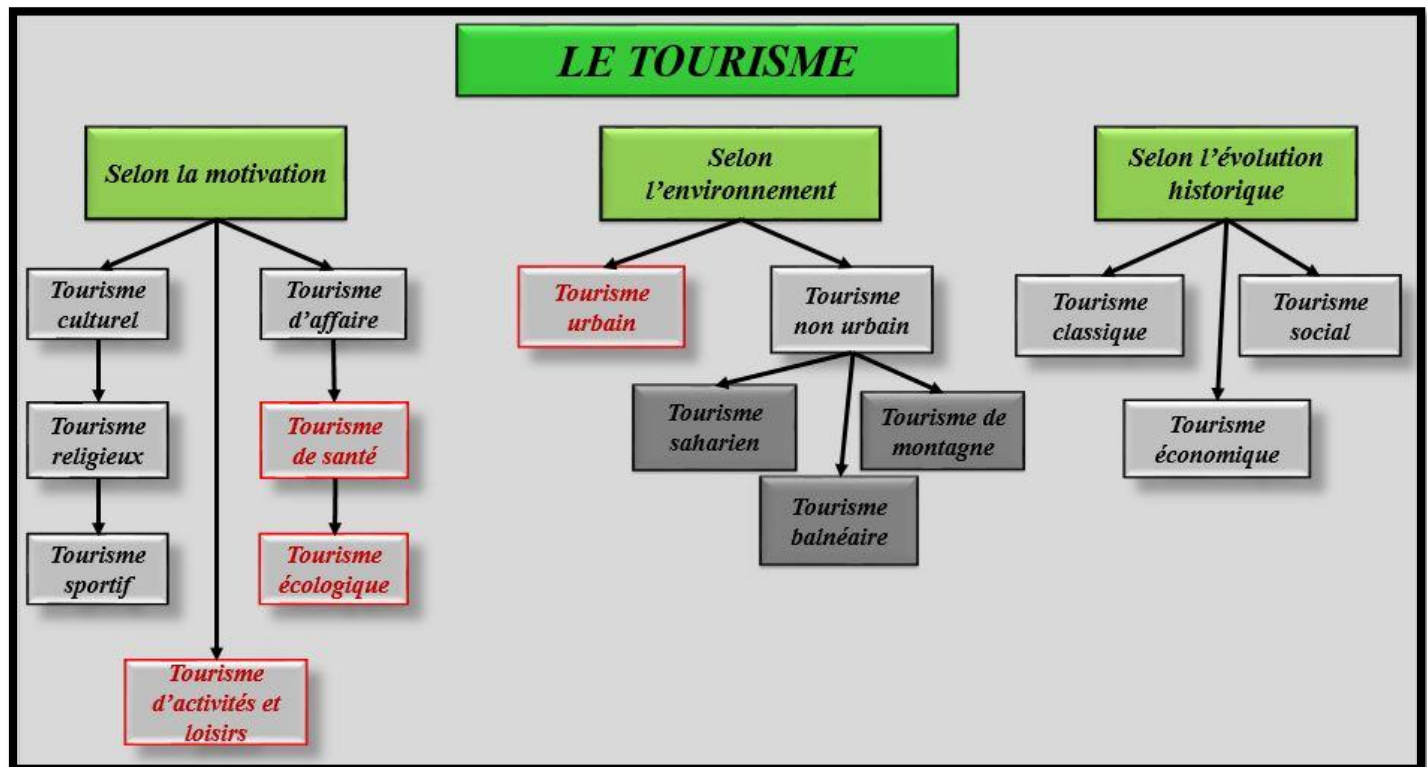 LE TOURISME
Selon la motivation
Tourisme
culturel
Tourisme
religieux
Tourisme
sportif
Tourisme
d'affaire
Tourisme
de santé
Tourisme
écologique
Tourisme
d'activités et
loisirs
Selon
l'environnement
Tourisme
urbain
Tourisme
non urbain
Tourisme
saharien
Tourisme de
montagne
Tourisme
balnéaire
Selon l'évolution
historique
Tourisme
classique
Tourisme
social
Tourisme
économique